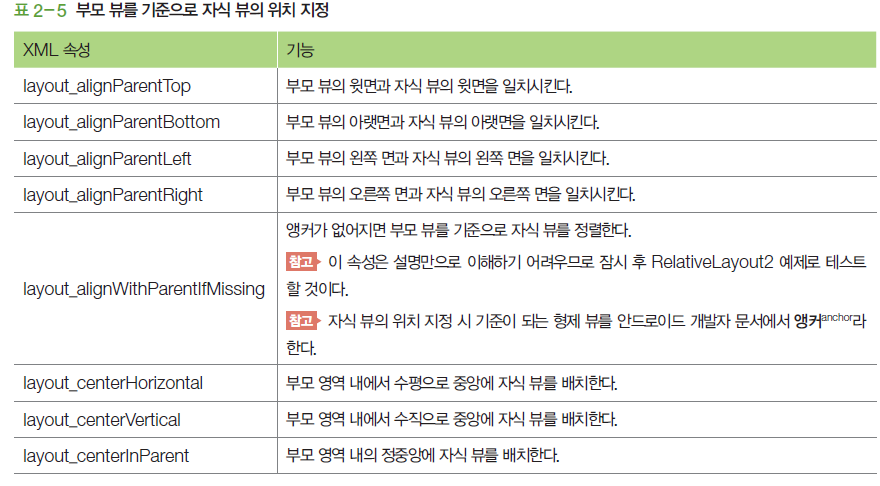 표 2-5 부모 뷰를 기준으로 자식 뷰의 위치 지정
XML 속성 기능
layout_alignParentTop 부모 뷰의 윗면과 자식 뷰의 윗면을 일치시킨다.
layout_alignParentBottom 부모 뷰의 아랫면과 자식 뷰의 아랫면을 일치시킨다.
layout_alignParentLeft 부모 뷰의 왼쪽 면과 자식 뷰의 왼쪽 면을 일치시킨다.
layout_alignParentRight 부모 뷰의 오른쪽 면과 자식 뷰의 오른쪽 면을 일치시킨다.
layout_alignWithParentIfMissing
앵커가 없어지면 부모 뷰를 기준으로 자식 뷰를 정렬한다.
참고 이 속성은 설명만으로 이해하기 어려우므로 잠시 후 RelativeLayout2 예제로 테스트
할 것이다.
참고 자식 뷰의 위치 지정 시 기준이 되는 형제 뷰를 안드로이드 개발자 문서에서 앵커anchor라
한다.
layout_centerHorizontal 부모 영역 내에서 수평으로 중앙에 자식 뷰를 배치한다.
layout_centerVertical 부모 영역 내에서 수직으로 중앙에 자식 뷰를 배치한다.
layout_centerInParent 부모 영역 내의 정중앙에 자식 뷰를 배치한다.